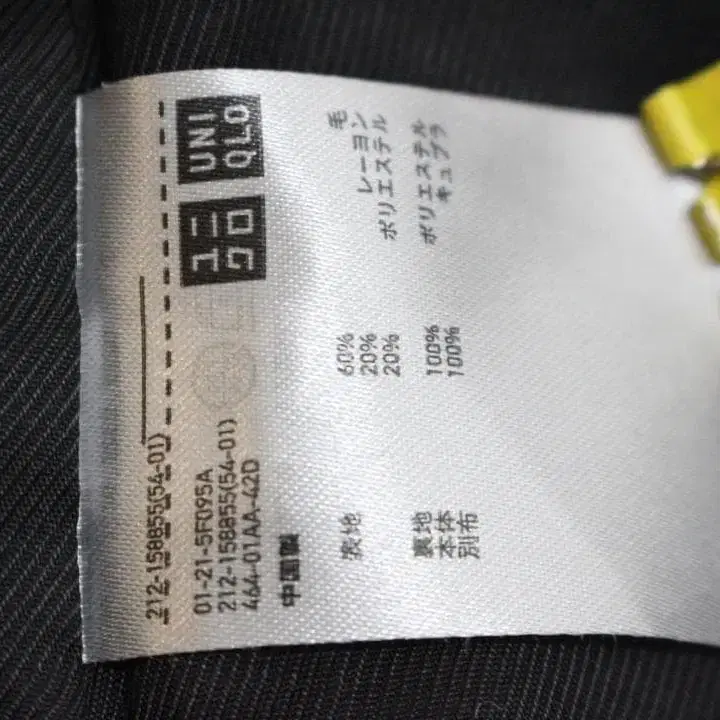 212-158855(54-01)
UNI
QLO
ユニ
クロ
01-21-5F095A
212-158855(54-01)
464-01AA-42D
中国製
表地 60% 毛
20% レーヨン
20% ポリエステル
裏地
本体 100% ポリエステル
別布 100% キュプラ